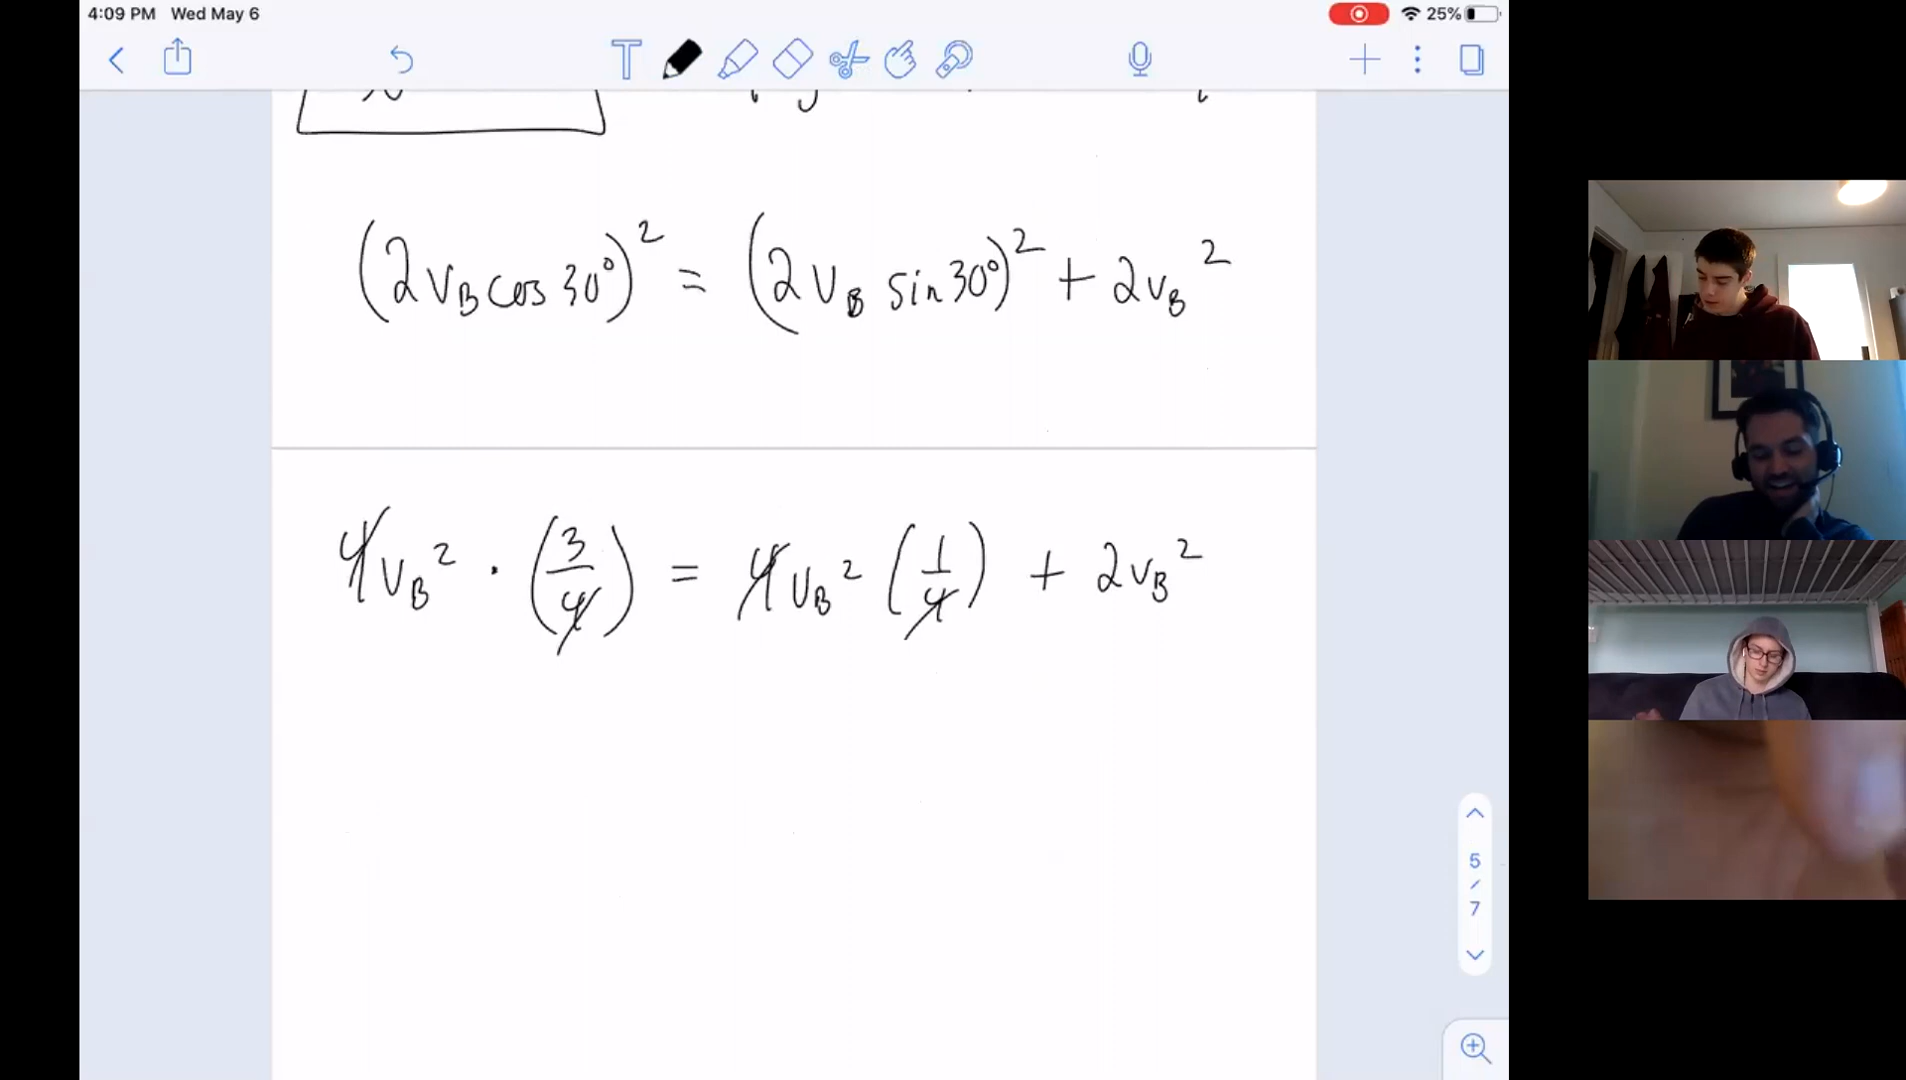 4:09 PM Wed May 6
25%
T
(2v_B cos 30°)² = (2v_B sin 30°)² + 2v_B²
4v_B² · (3/4) = 4v_B² (1/4) + 2v_B²
5
/
7